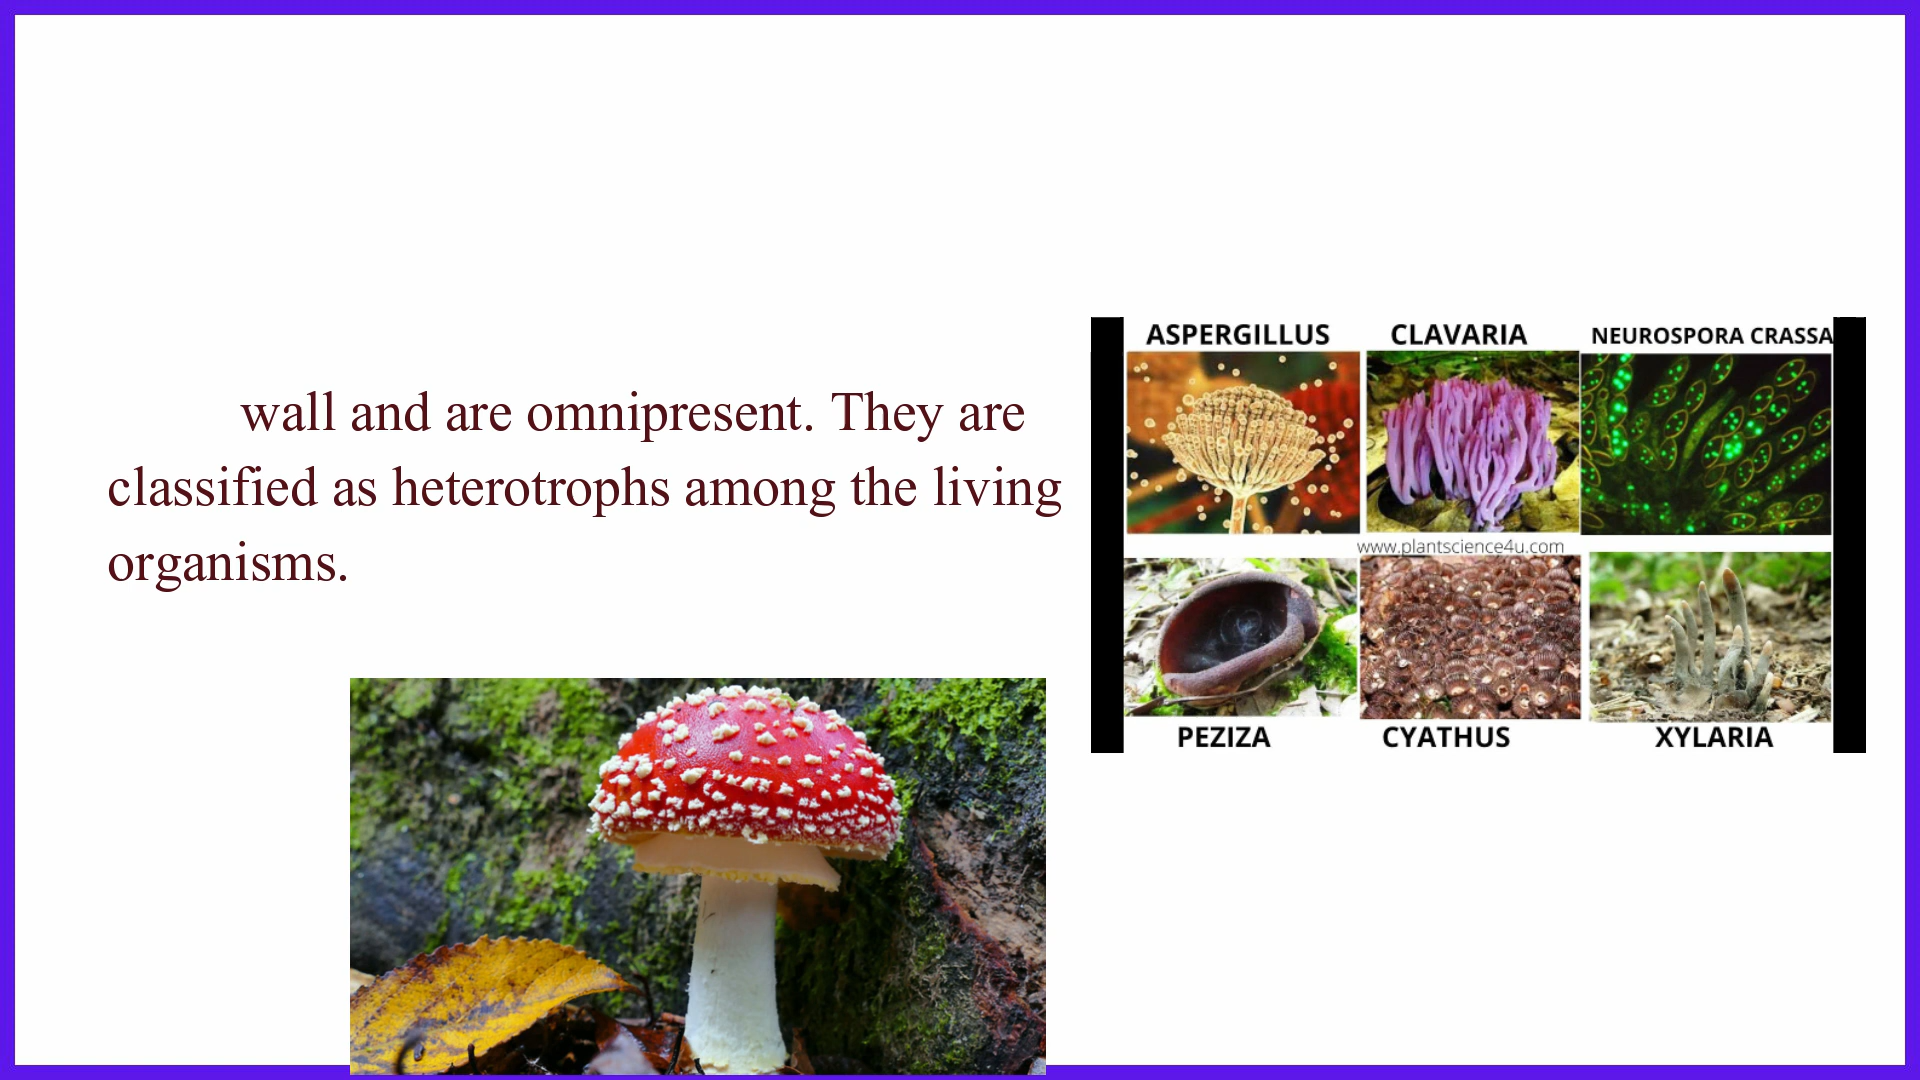 wall and are omnipresent. They are
classified as heterotrophs among the living
organisms.
ASPERGILLUS CLAVARIA NEUROSPORA CRASSA
www.plantscience4u.com
PEZIZA CYATHUS XYLARIA